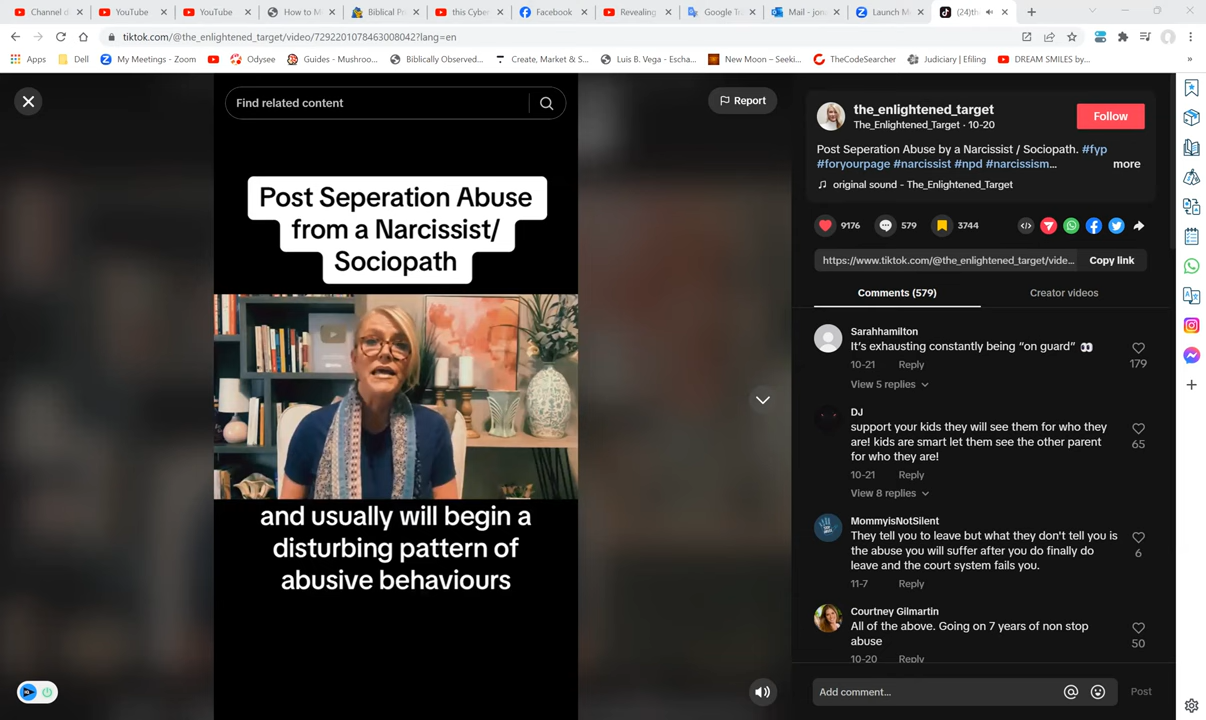 Channel d
YouTube
YouTube
How to M
Biblical Pr
this Cyber
Facebook
Revealing
Google Tr
Mail - jon
Launch M
(24)th
tiktok.com/@the_enlightened_target/video/7292201078463008042?lang=en
Apps
Dell
My Meetings - Zoom
Odysee
Guides - Mushroo...
Biblically Observed...
Create, Market & S...
Luis B. Vega - Escha...
New Moon – Seeki...
TheCodeSearcher
Judiciary | Efiling
DREAM SMILES by...
»
Find related content
Report
Post Seperation Abuse
from a Narcissist/
Sociopath
and usually will begin a
disturbing pattern of
abusive behaviours
the_enlightened_target
The_Enlightened_Target · 10-20
Follow
Post Seperation Abuse by a Narcissist / Sociopath. #fyp
#foryourpage #narcissist #npd #narcissism...
more
original sound - The_Enlightened_Target
9176
579
3744
https://www.tiktok.com/@the_enlightened_target/vide...
Copy link
Comments (579)
Creator videos
Sarahhamilton
It's exhausting constantly being “on guard” 👀
179
10-21 Reply
View 5 replies
DJ
support your kids they will see them for who they
are! kids are smart let them see the other parent
for who they are!
65
10-21 Reply
View 8 replies
MommyisNotSilent
They tell you to leave but what they don't tell you is
the abuse you will suffer after you do finally do
leave and the court system fails you.
6
11-7 Reply
Courtney Gilmartin
All of the above. Going on 7 years of non stop
abuse
50
10-20 Reply
Add comment...
Post